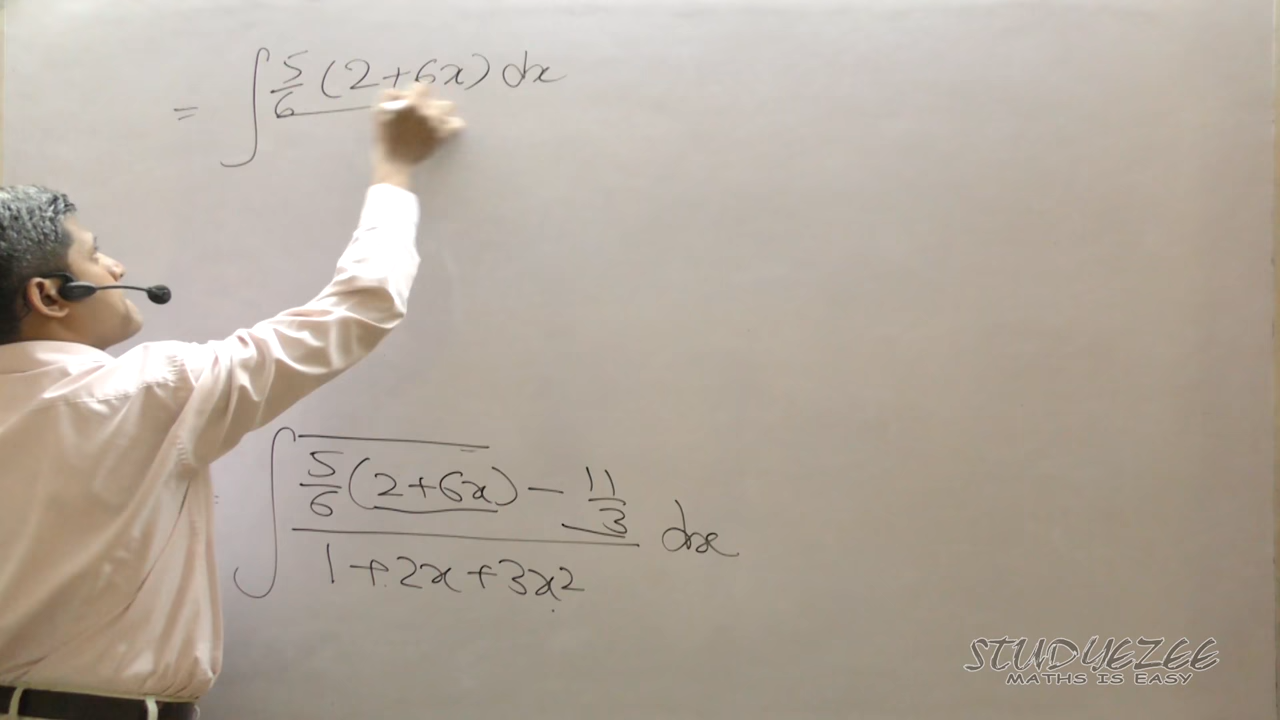 = ∫ 5/6 (2+6x) dx
= ∫ (5/6 (2+6x) - 11/3) / (1+2x+3x2) dx
STUDYEZEE
MATHS IS EASY